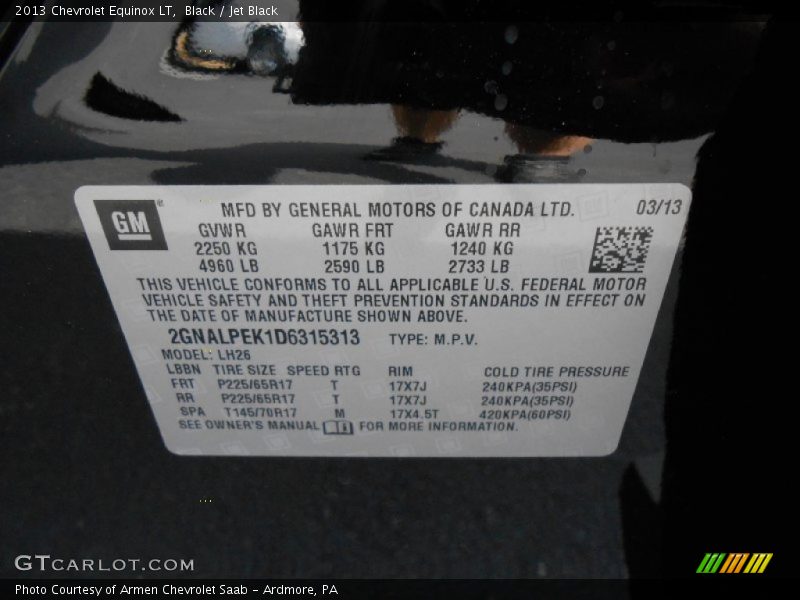 2013 Chevrolet Equinox LT, Black / Jet Black
GM ® MFD BY GENERAL MOTORS OF CANADA LTD. 03/13
GVWR GAWR FRT GAWR RR
2250 KG 1175 KG 1240 KG
4960 LB 2590 LB 2733 LB
THIS VEHICLE CONFORMS TO ALL APPLICABLE U.S. FEDERAL MOTOR
VEHICLE SAFETY AND THEFT PREVENTION STANDARDS IN EFFECT ON
THE DATE OF MANUFACTURE SHOWN ABOVE.
2GNALPEK1D6315313 TYPE: M.P.V.
MODEL: LH26
LBBN TIRE SIZE SPEED RTG RIM COLD TIRE PRESSURE
FRT P225/65R17 T 17X7J 240KPA(35PSI)
RR P225/65R17 T 17X7J 240KPA(35PSI)
SPA T145/70R17 M 17X4.5T 420KPA(60PSI)
SEE OWNER'S MANUAL FOR MORE INFORMATION.
GTCARLOT.COM
Photo Courtesy of Armen Chevrolet Saab - Ardmore, PA